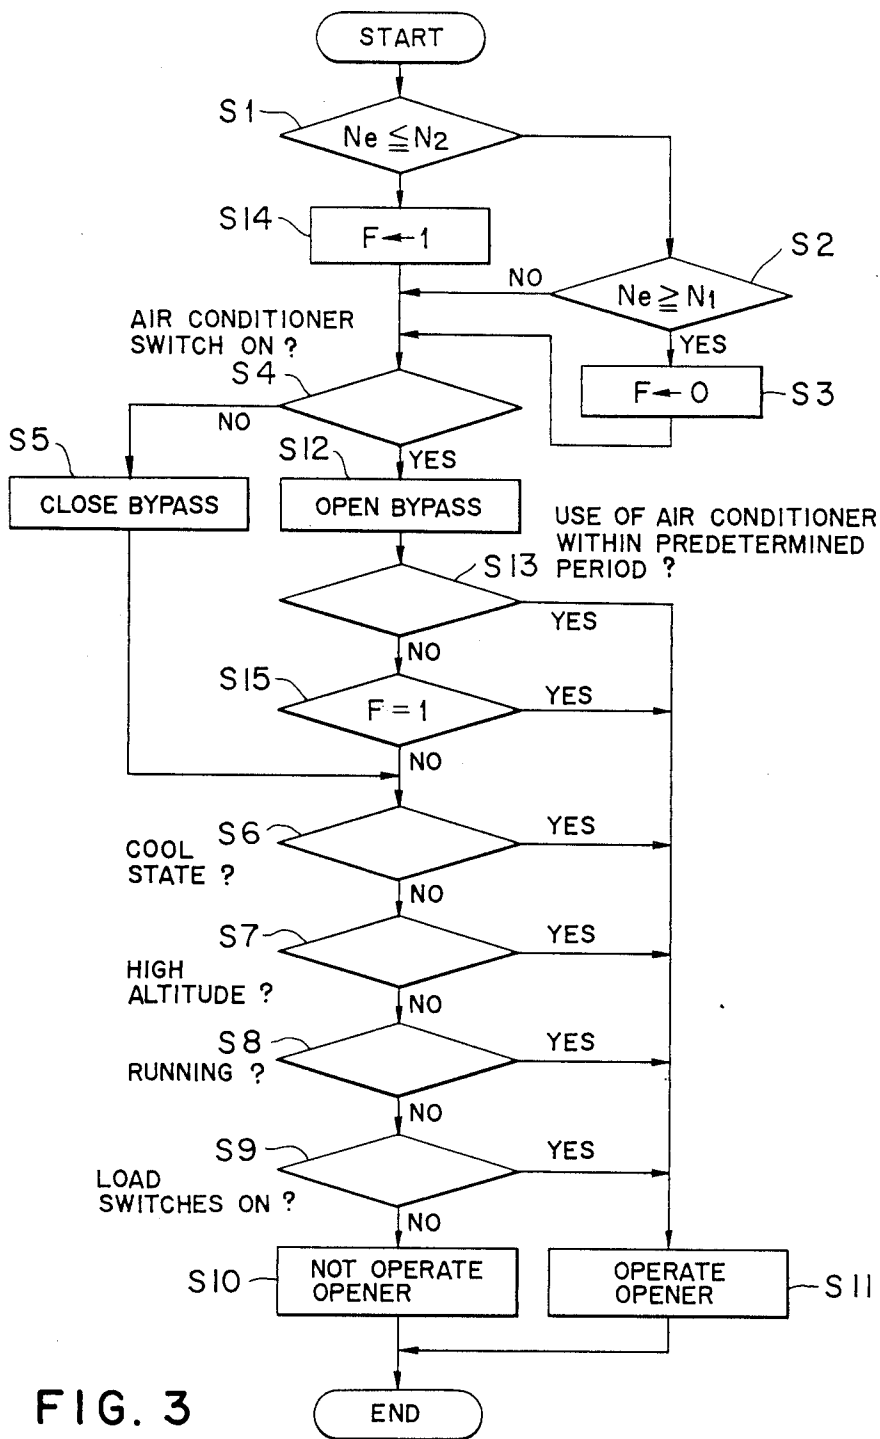 START
S1
Ne ≦ N2
S14
F ← 1
S2
NO
Ne ≧ N1
AIR CONDITIONER
SWITCH ON ?
YES
S4
F ← 0
S3
NO
S5
S12
YES
CLOSE BYPASS
OPEN BYPASS
USE OF AIR CONDITIONER
WITHIN PREDETERMINED
PERIOD ?
S13
YES
NO
S15
F = 1
YES
NO
S6
YES
COOL
STATE ?
NO
S7
YES
HIGH
ALTITUDE ?
NO
S8
YES
RUNNING ?
NO
S9
YES
LOAD
SWITCHES ON ?
NO
S10
NOT OPERATE
OPENER
OPERATE
OPENER
S11
END
FIG. 3